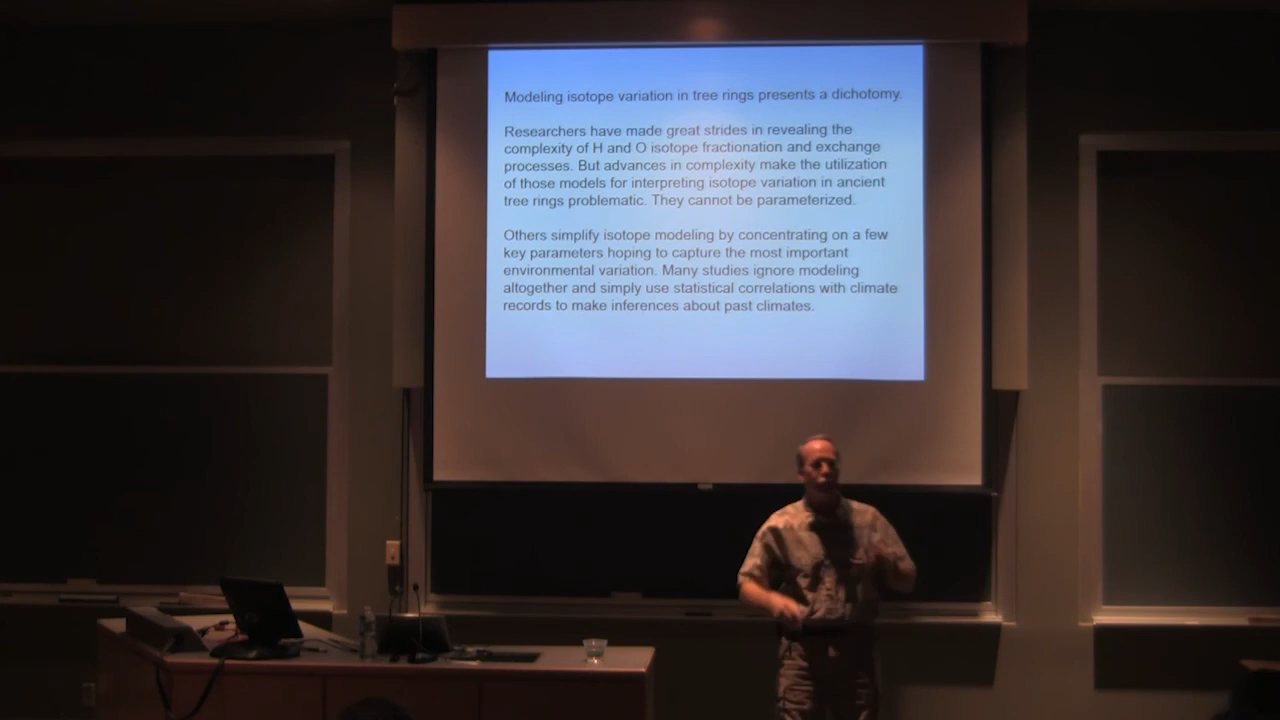 Modeling isotope variation in tree rings presents a dichotomy.
Researchers have made great strides in revealing the
complexity of H and O isotope fractionation and exchange
processes. But advances in complexity make the utilization
of those models for interpreting isotope variation in ancient
tree rings problematic. They cannot be parameterized.
Others simplify isotope modeling by concentrating on a few
key parameters hoping to capture the most important
environmental variation. Many studies ignore modeling
altogether and simply use statistical correlations with climate
records to make inferences about past climates.